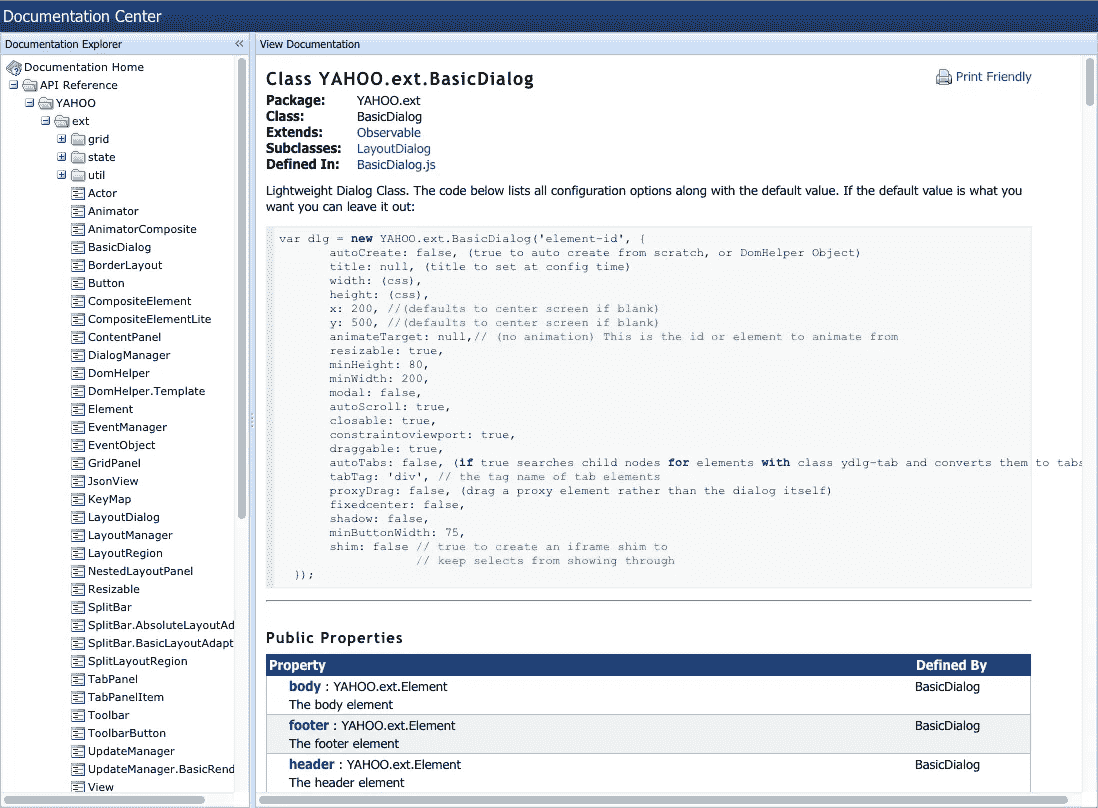 Documentation Center
Documentation Explorer
«
Documentation Home
API Reference
YAHOO
ext
grid
state
util
Actor
Animator
AnimatorComposite
BasicDialog
BorderLayout
Button
CompositeElement
CompositeElementLite
ContentPanel
DialogManager
DomHelper
DomHelper.Template
Element
EventManager
EventObject
GridPanel
JsonView
KeyMap
LayoutDialog
LayoutManager
LayoutRegion
NestedLayoutPanel
Resizable
SplitBar
SplitBar.AbsoluteLayoutAd
SplitBar.BasicLayoutAdapt
SplitLayoutRegion
TabPanel
TabPanelItem
Toolbar
ToolbarButton
UpdateManager
UpdateManager.BasicRend
View
View Documentation
Class YAHOO.ext.BasicDialog
Print Friendly
Package: YAHOO.ext
Class: BasicDialog
Extends: Observable
Subclasses: LayoutDialog
Defined In: BasicDialog.js
Lightweight Dialog Class. The code below lists all configuration options along with the default value. If the default value is what you
want you can leave it out:
var dlg = new YAHOO.ext.BasicDialog('element-id', {
autoCreate: false, (true to auto create from scratch, or DomHelper Object)
title: null, (title to set at config time)
width: (css),
height: (css),
x: 200, //(defaults to center screen if blank)
y: 500, //(defaults to center screen if blank)
animateTarget: null,// (no animation) This is the id or element to animate from
resizable: true,
minHeight: 80,
minWidth: 200,
modal: false,
autoScroll: true,
closable: true,
constraintoviewport: true,
draggable: true,
autoTabs: false, (if true searches child nodes for elements with class ydlg-tab and converts them to tabs
tabTag: 'div', // the tag name of tab elements
proxyDrag: false, (drag a proxy element rather than the dialog itself)
fixedcenter: false,
shadow: false,
minButtonWidth: 75,
shim: false // true to create an iframe shim to
// keep selects from showing through
});
Public Properties
Property Defined By
body : YAHOO.ext.Element BasicDialog
The body element
footer : YAHOO.ext.Element BasicDialog
The footer element
header : YAHOO.ext.Element BasicDialog
The header element